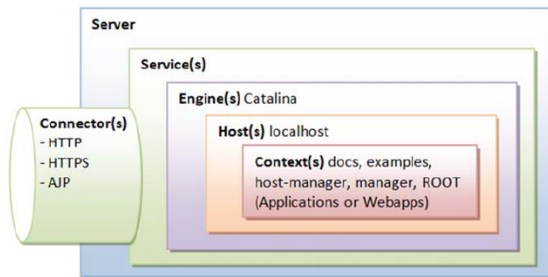 Server
Service(s)
Engine(s) Catalina
Connector(s)
- HTTP
- HTTPS
- AJP
Host(s) localhost
Context(s) docs, examples,
host-manager, manager, ROOT
(Applications or Webapps)